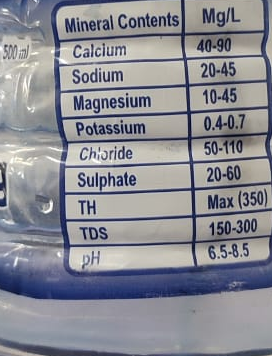 Mineral Contents Mg/L
500 ml
Calcium 40-90
Sodium 20-45
Magnesium 10-45
Potassium 0.4-0.7
Chloride 50-110
Sulphate 20-60
TH Max (350)
TDS 150-300
pH 6.5-8.5